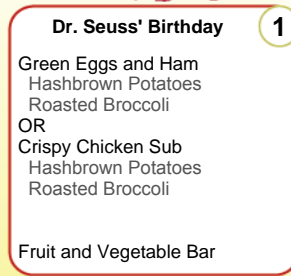 Dr. Seuss' Birthday 1
Green Eggs and Ham
Hashbrown Potatoes
Roasted Broccoli
OR
Crispy Chicken Sub
Hashbrown Potatoes
Roasted Broccoli
Fruit and Vegetable Bar